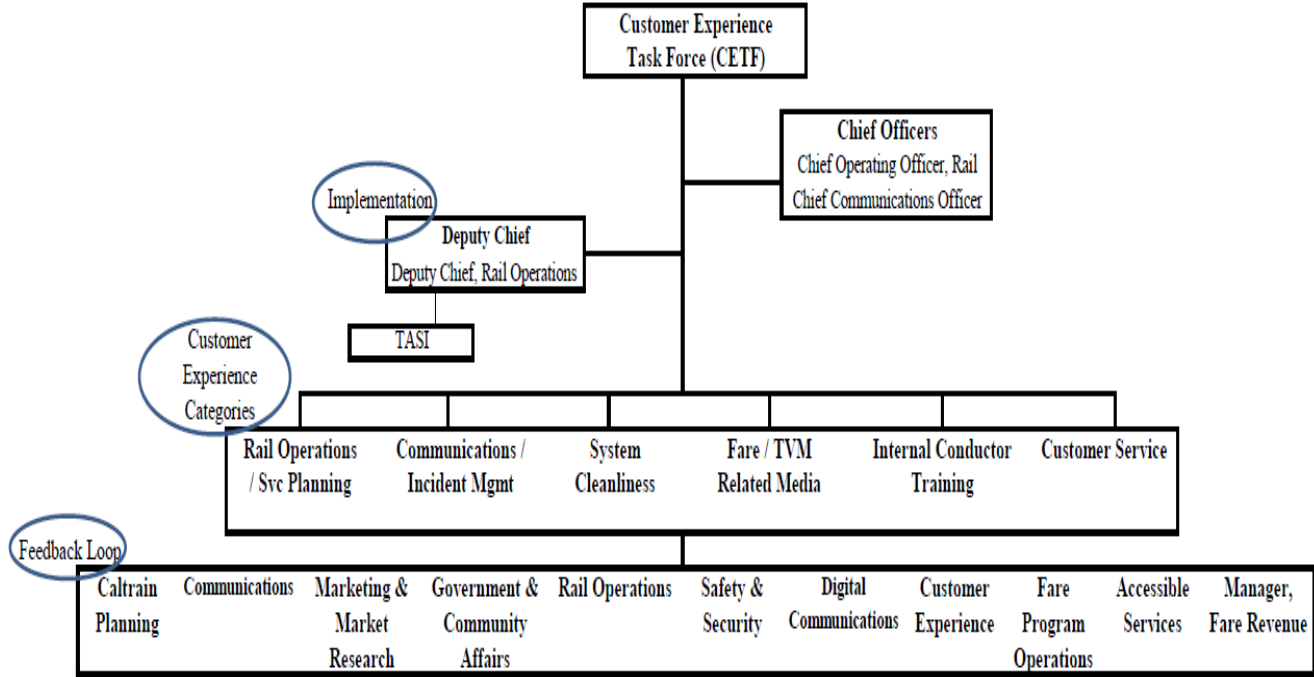 Customer Experience
Task Force (CETF)
Chief Officers
Chief Operating Officer, Rail
Chief Communications Officer
Implementation
Deputy Chief
Deputy Chief, Rail Operations
TASI
Customer
Experience
Categories
Rail Operations
/ Svc Planning
Communications /
Incident Mgmt
System
Cleanliness
Fare / TVM
Related Media
Internal Conductor
Training
Customer Service
Feedback Loop
Caltrain
Planning
Communications
Marketing &
Market
Research
Government &
Community
Affairs
Rail Operations
Safety &
Security
Digital
Communications
Customer
Experience
Fare
Program
Operations
Accessible
Services
Manager,
Fare Revenue